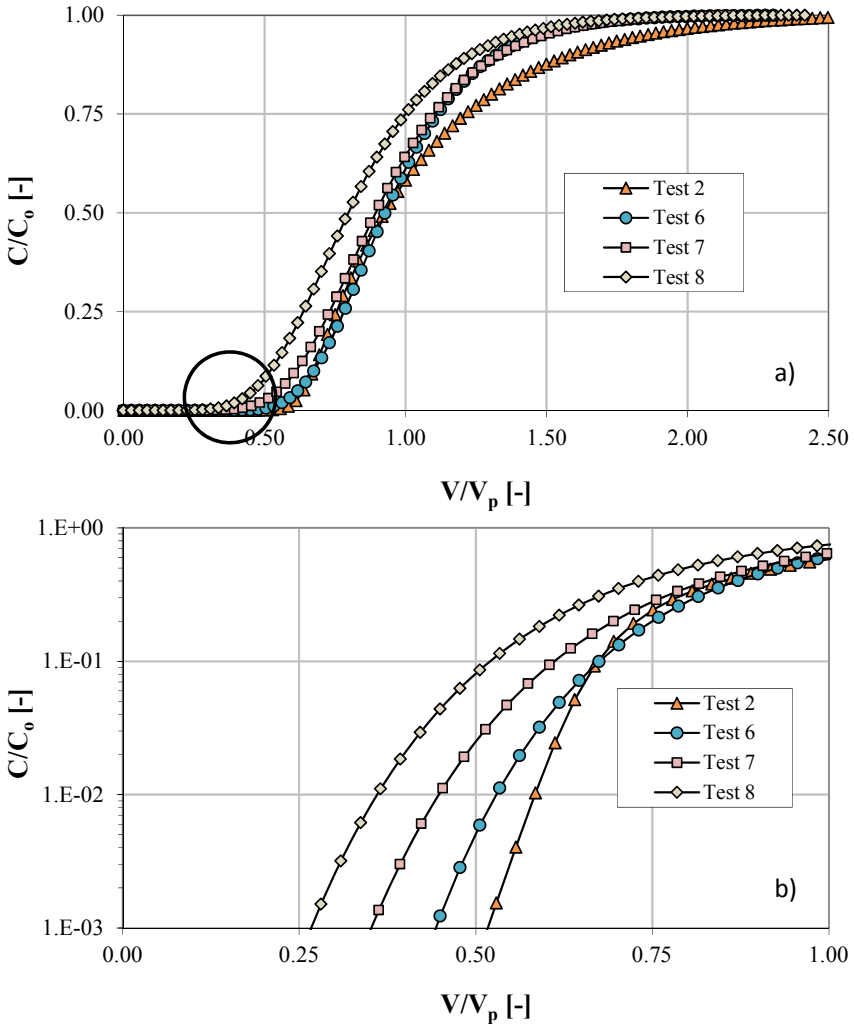 1.00
0.75
0.50
0.25
0.00
C/Co [-]
Test 2
Test 6
Test 7
Test 8
a)
0.00 0.50 1.00 1.50 2.00 2.50
V/Vp [-]
1.E+00
1.E-01
1.E-02
1.E-03
C/Co [-]
Test 2
Test 6
Test 7
Test 8
b)
0.00 0.25 0.50 0.75 1.00
V/Vp [-]